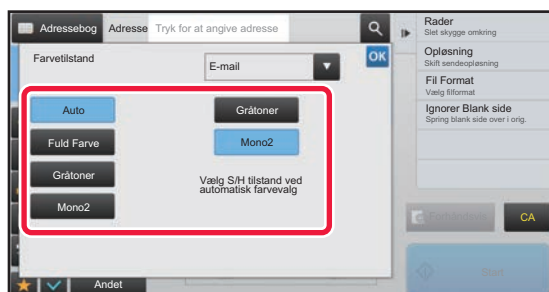 Adressebog
Adresse
Tryk for at angive adresse
Farvetilstand
E-mail
OK
Auto
Fuld Farve
Gråtoner
Mono2
Gråtoner
Mono2
Vælg S/H tilstand ved
automatisk farvevalg
Andet
Rader
Slet skygge omkring
Opløsning
Skift sendeopløsning
Fil Format
Vælg filformat
Ignorer Blank side
Spring blank side over i orig.
CA
Start